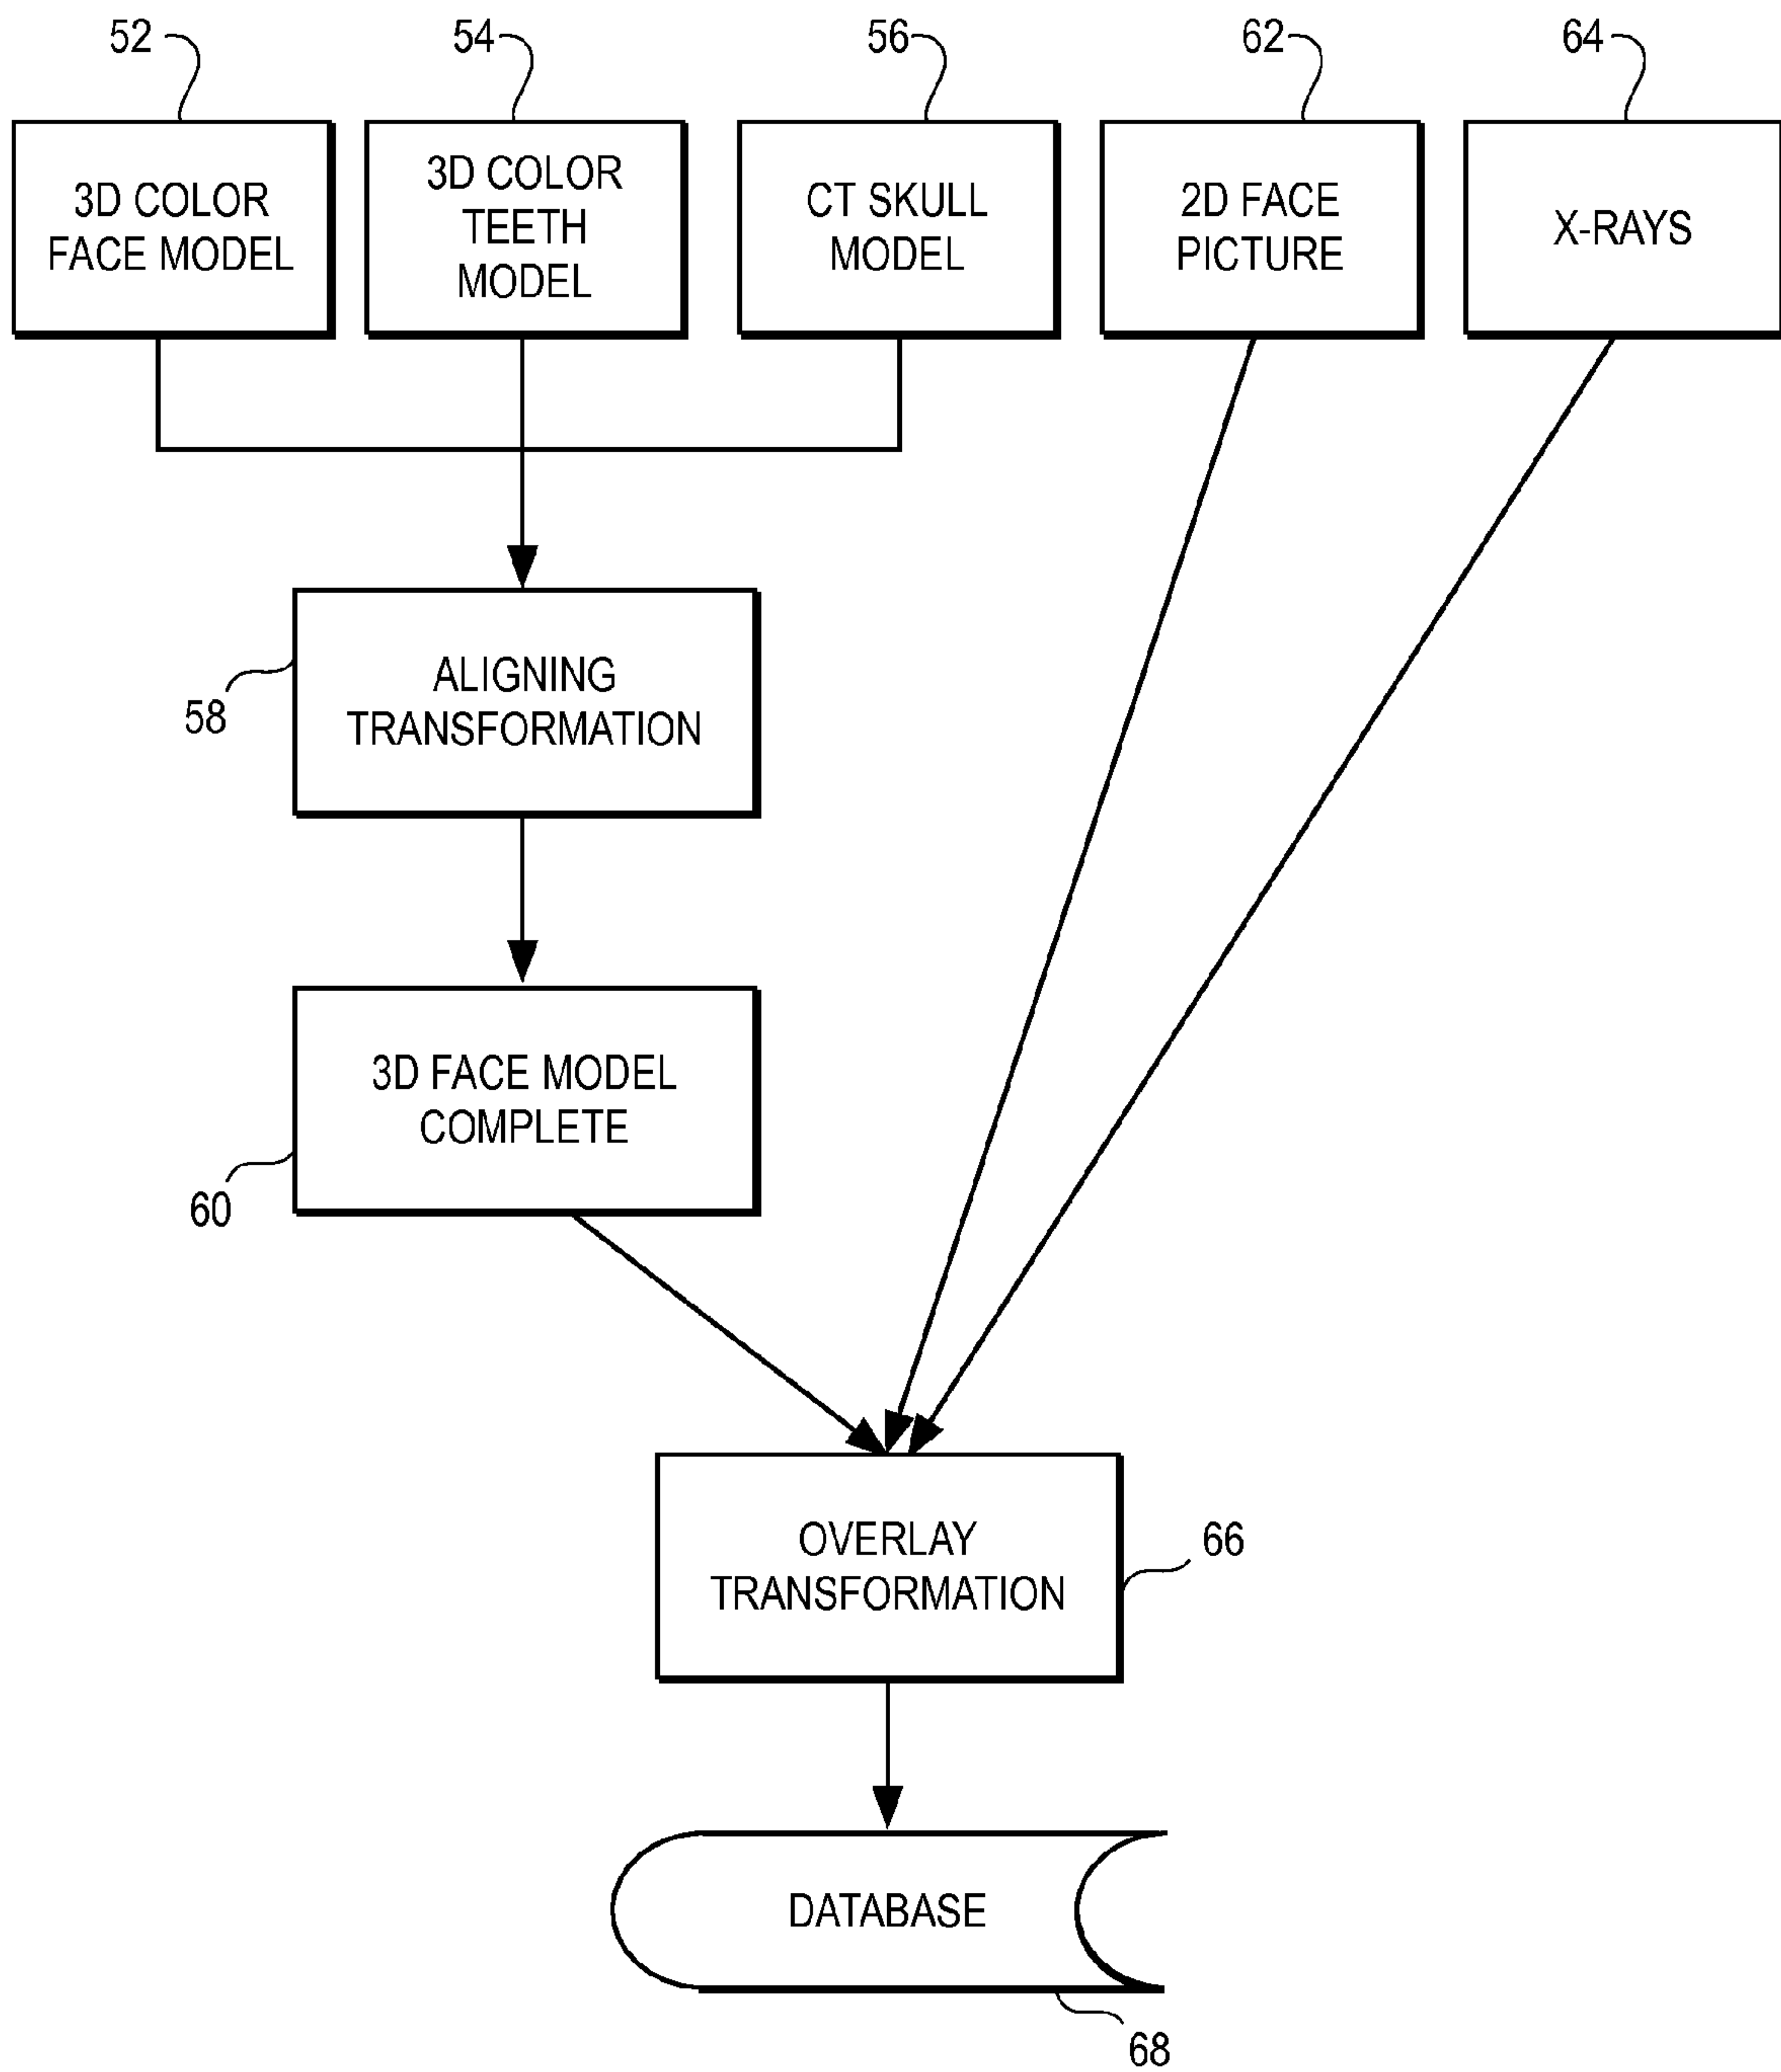 52
54
56
62
64
3D COLOR
FACE MODEL
3D COLOR
TEETH
MODEL
CT SKULL
MODEL
2D FACE
PICTURE
X-RAYS
ALIGNING
TRANSFORMATION
58
3D FACE MODEL
COMPLETE
60
OVERLAY
TRANSFORMATION
66
DATABASE
68